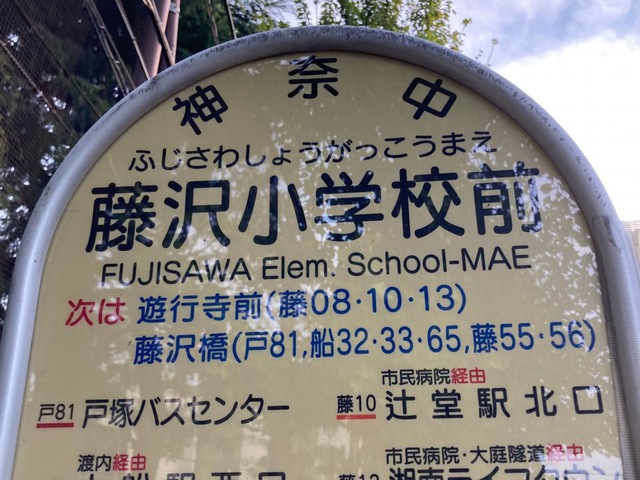 神奈中
ふじさわしょうがっこうまえ
藤沢小学校前
FUJISAWA Elem. School-MAE
次は 遊行寺前(藤08・10・13)
藤沢橋(戸81,船32・33・65,藤55・56)
戸81 戸塚バスセンター
市民病院経由
藤10 辻堂駅北口
渡内経由
市民病院・大庭隧道経由